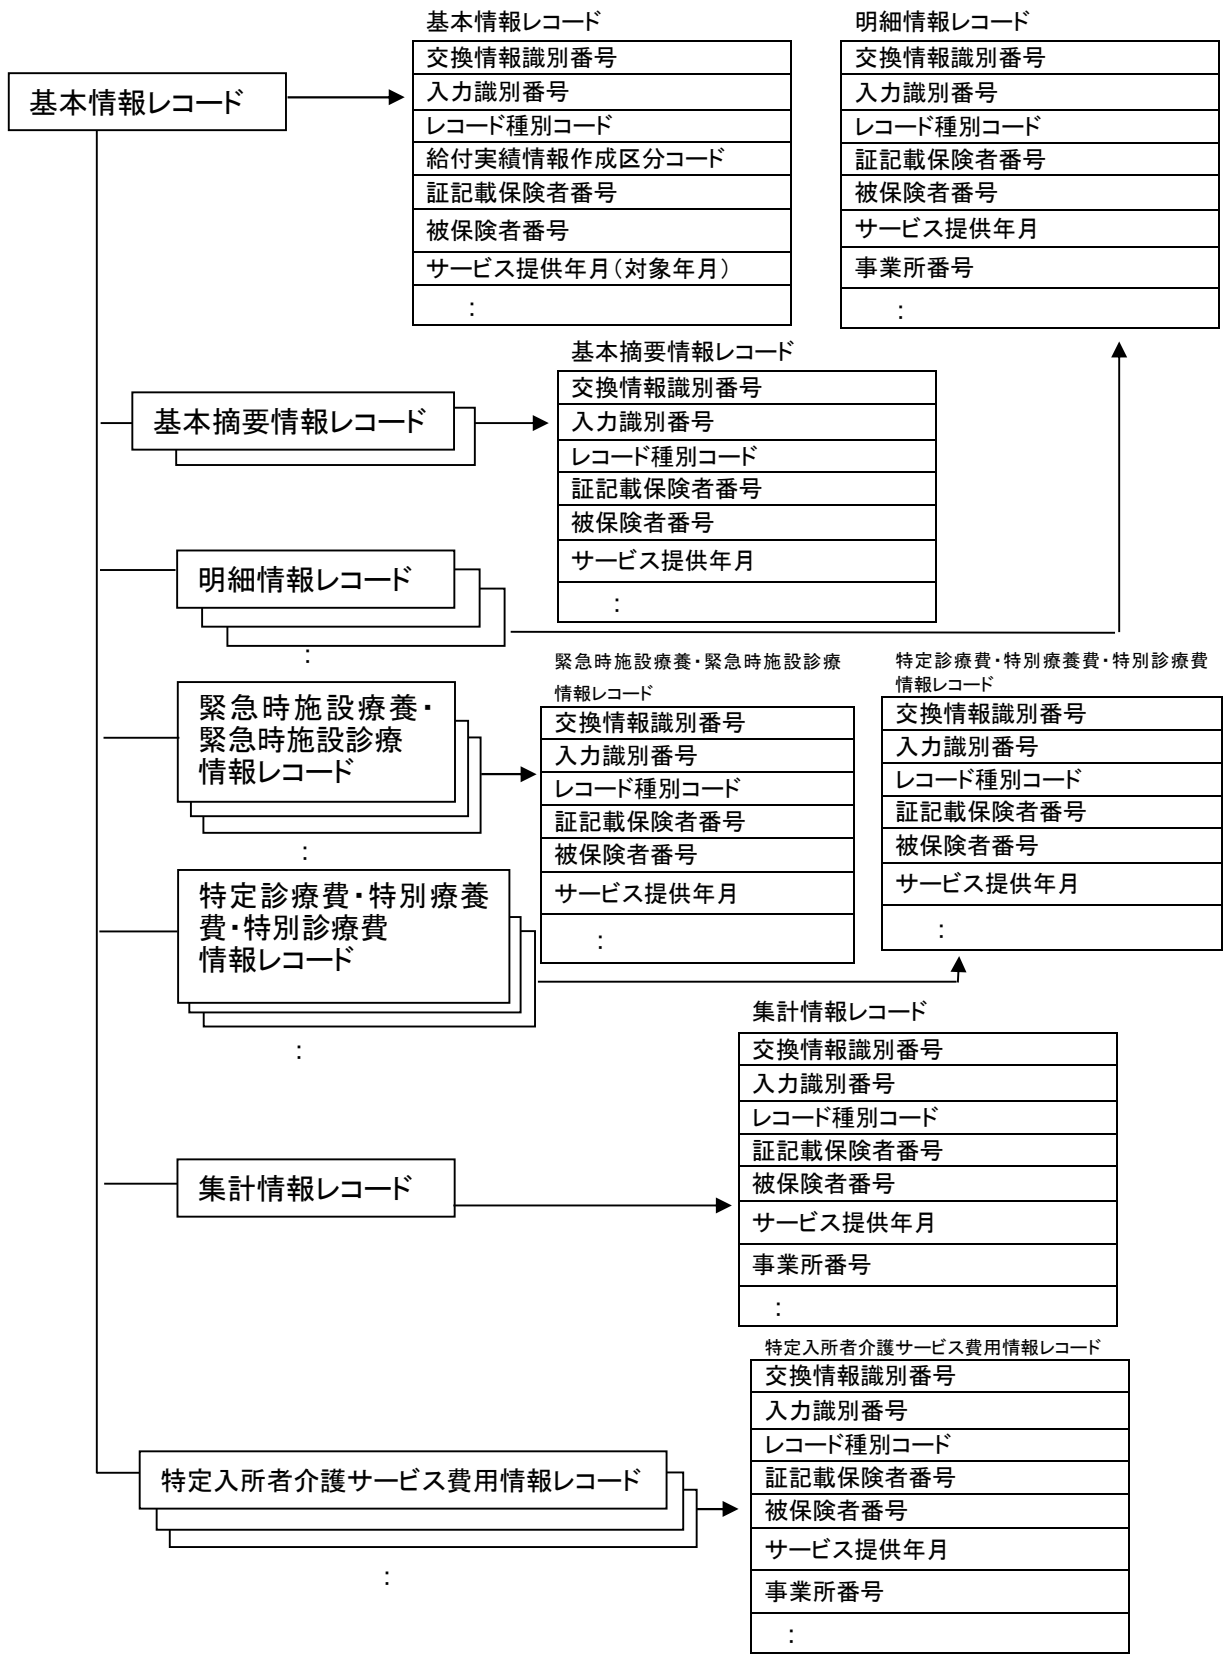 基本情報レコード
基本情報レコード
交換情報識別番号
入力識別番号
レコード種別コード
給付実績情報作成区分コード
証記載保険者番号
被保険者番号
サービス提供年月（対象年月）
：
明細情報レコード
交換情報識別番号
入力識別番号
レコード種別コード
証記載保険者番号
被保険者番号
サービス提供年月
事業所番号
：
基本摘要情報レコード
基本摘要情報レコード
交換情報識別番号
入力識別番号
レコード種別コード
証記載保険者番号
被保険者番号
サービス提供年月
：
明細情報レコード
：
緊急時施設療養・
緊急時施設診療
情報レコード
：
緊急時施設療養・緊急時施設診療
情報レコード
交換情報識別番号
入力識別番号
レコード種別コード
証記載保険者番号
被保険者番号
サービス提供年月
：
特定診療費・特別療養費・特別診療費
情報レコード
交換情報識別番号
入力識別番号
レコード種別コード
証記載保険者番号
被保険者番号
サービス提供年月
：
特定診療費・特別療養
費・特別診療費
情報レコード
：
集計情報レコード
集計情報レコード
交換情報識別番号
入力識別番号
レコード種別コード
証記載保険者番号
被保険者番号
サービス提供年月
事業所番号
：
特定入所者介護サービス費用情報レコード
：
特定入所者介護サービス費用情報レコード
交換情報識別番号
入力識別番号
レコード種別コード
証記載保険者番号
被保険者番号
サービス提供年月
事業所番号
：